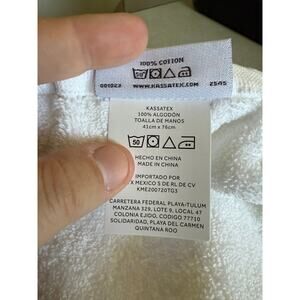 100% COTTON
001023 WWW.KASSATEX.COM 2545
KASSATEX
100% ALGODÓN
TOALLA DE MANOS
41cm x 76cm
50
HECHO EN CHINA
MADE IN CHINA
IMPORTADO POR
X MEXICO S DE RL DE CV
KME200720TG3
CARRETERA FEDERAL PLAYA-TULUM
MANZANA 329, LOTE 9, LOCAL 47
COLONIA EJIDO, CODIGO 77710
SOLIDARIDAD, PLAYA DEL CARMEN
QUINTANA ROO